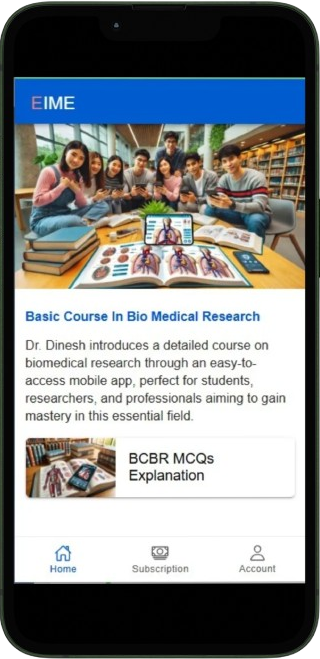 EIME
Basic Course In Bio Medical Research
Dr. Dinesh introduces a detailed course on
biomedical research through an easy-to-
access mobile app, perfect for students,
researchers, and professionals aiming to gain
mastery in this essential field.
BCBR MCQs
Explanation
Home
Subscription
Account